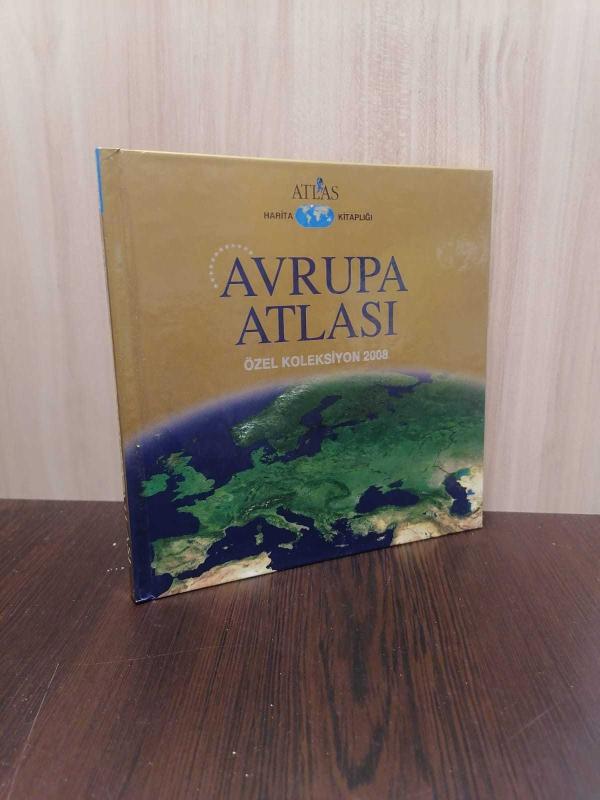 ATLAS
HARİTA KİTAPLIĞI
AVRUPA
ATLASI
ÖZEL KOLEKSİYON 2008